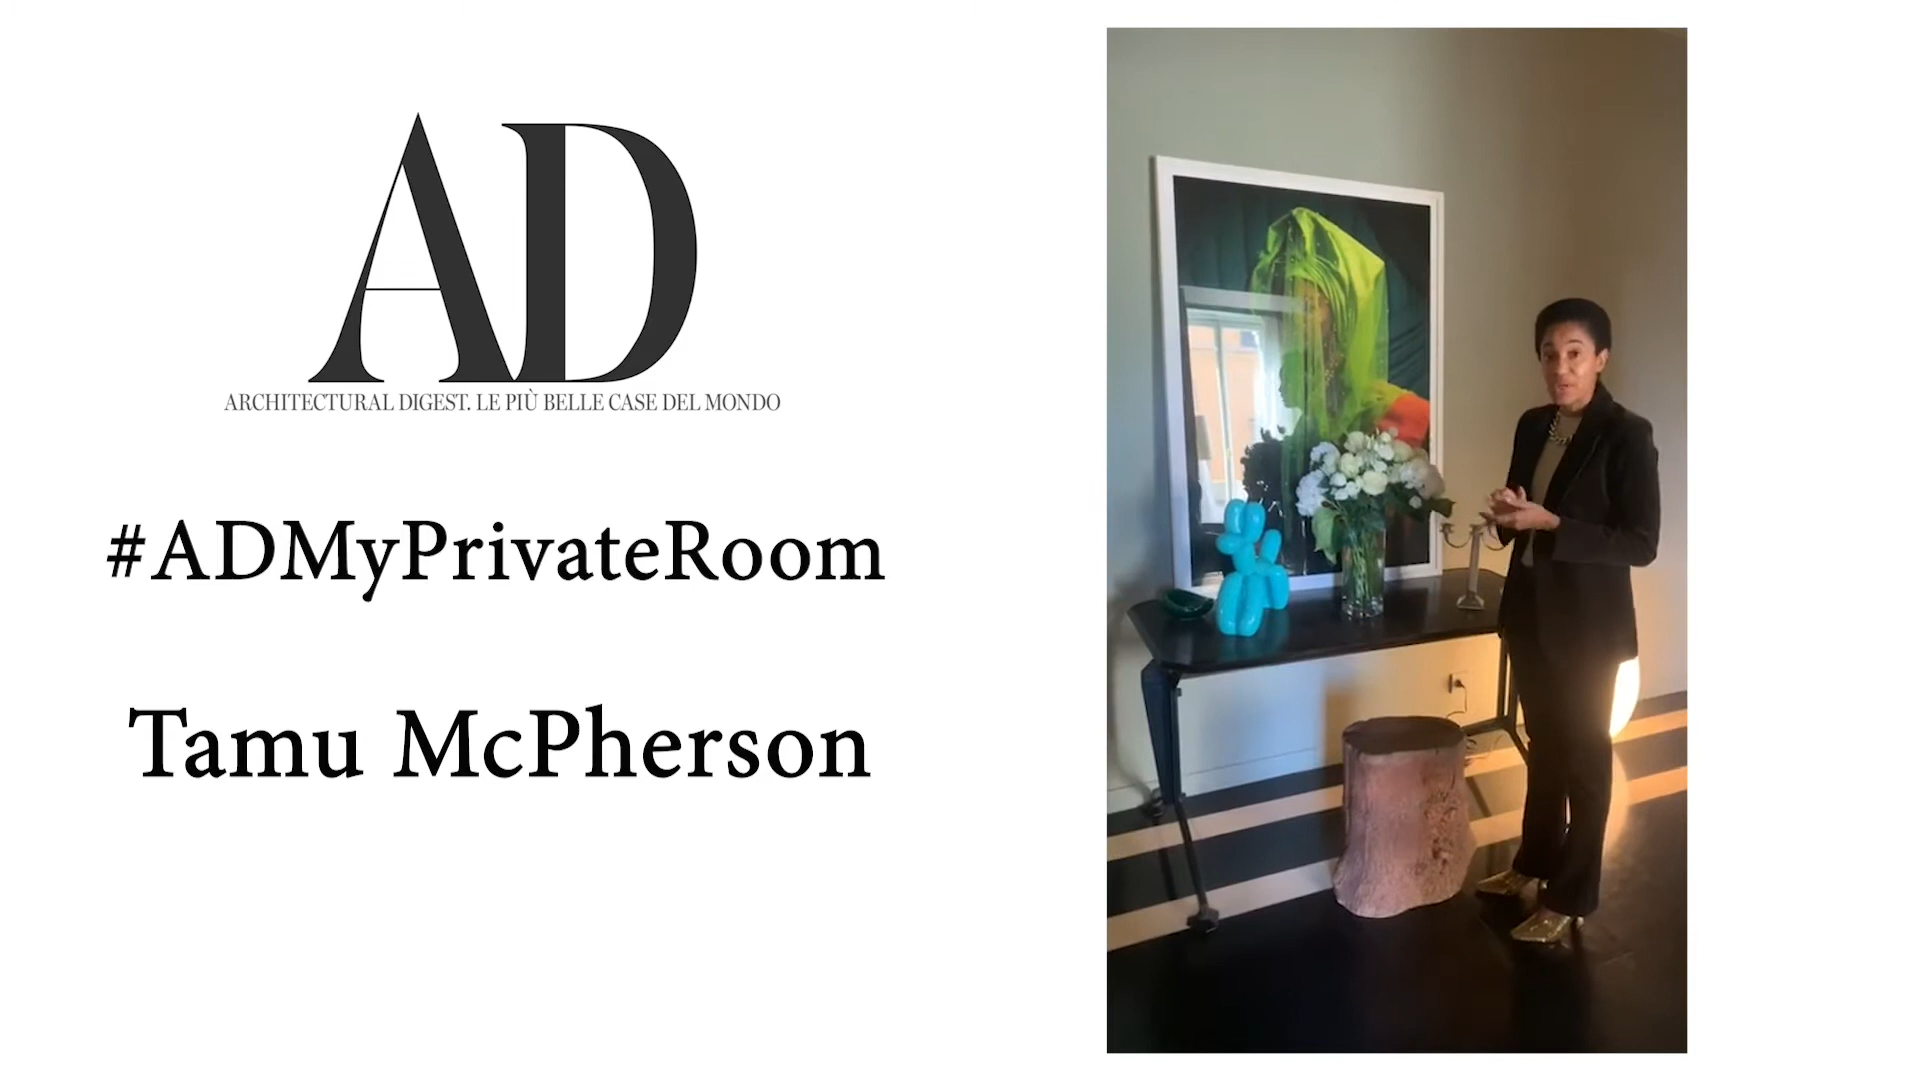 AD
ARCHITECTURAL DIGEST. LE PIÙ BELLE CASE DEL MONDO
#ADMyPrivateRoom
Tamu McPherson